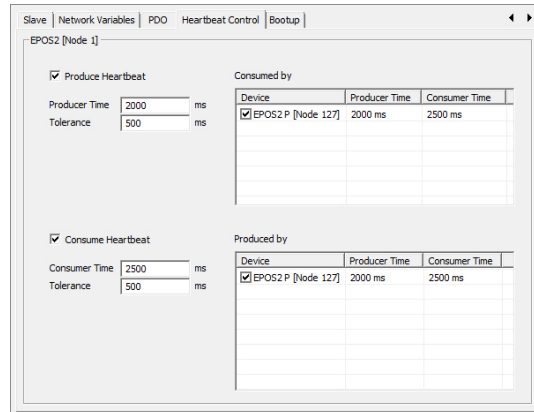 Slave Network Variables PDO Heartbeat Control Bootup
EPOS2 [Node 1]
Produce Heartbeat
Producer Time 2000 ms
Tolerance 500 ms
Consumed by
Device Producer Time Consumer Time
EPOS2 P [Node 127] 2000 ms 2500 ms
Consume Heartbeat
Consumer Time 2500 ms
Tolerance 500 ms
Produced by
Device Producer Time Consumer Time
EPOS2 P [Node 127] 2000 ms 2500 ms